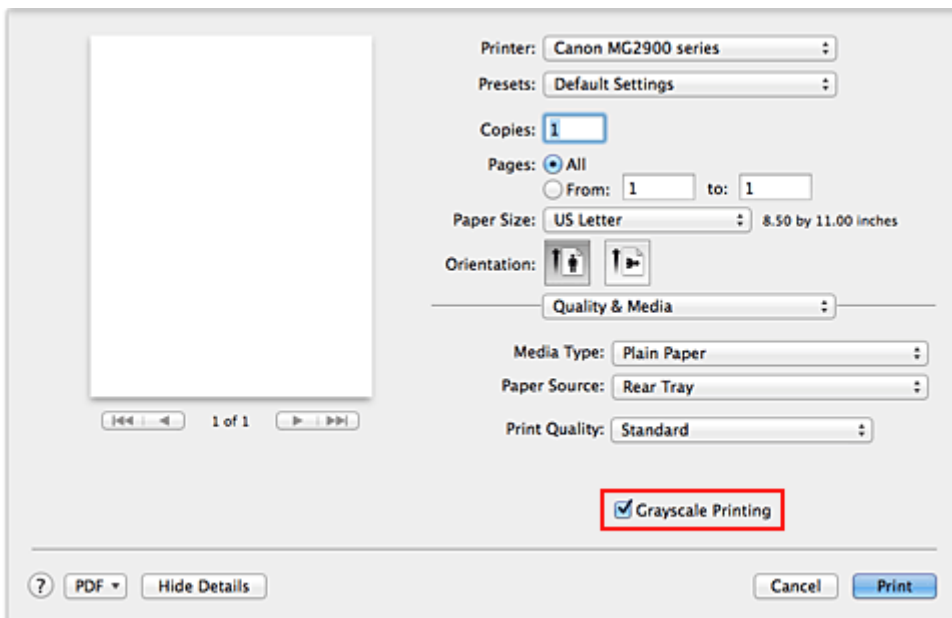 Printer: Canon MG2900 series
Presets: Default Settings
Copies: 1
Pages: All
From: 1 to: 1
Paper Size: US Letter 8.50 by 11.00 inches
Orientation:
Quality & Media
Media Type: Plain Paper
Paper Source: Rear Tray
1 of 1
Print Quality: Standard
Grayscale Printing
? PDF Hide Details Cancel Print